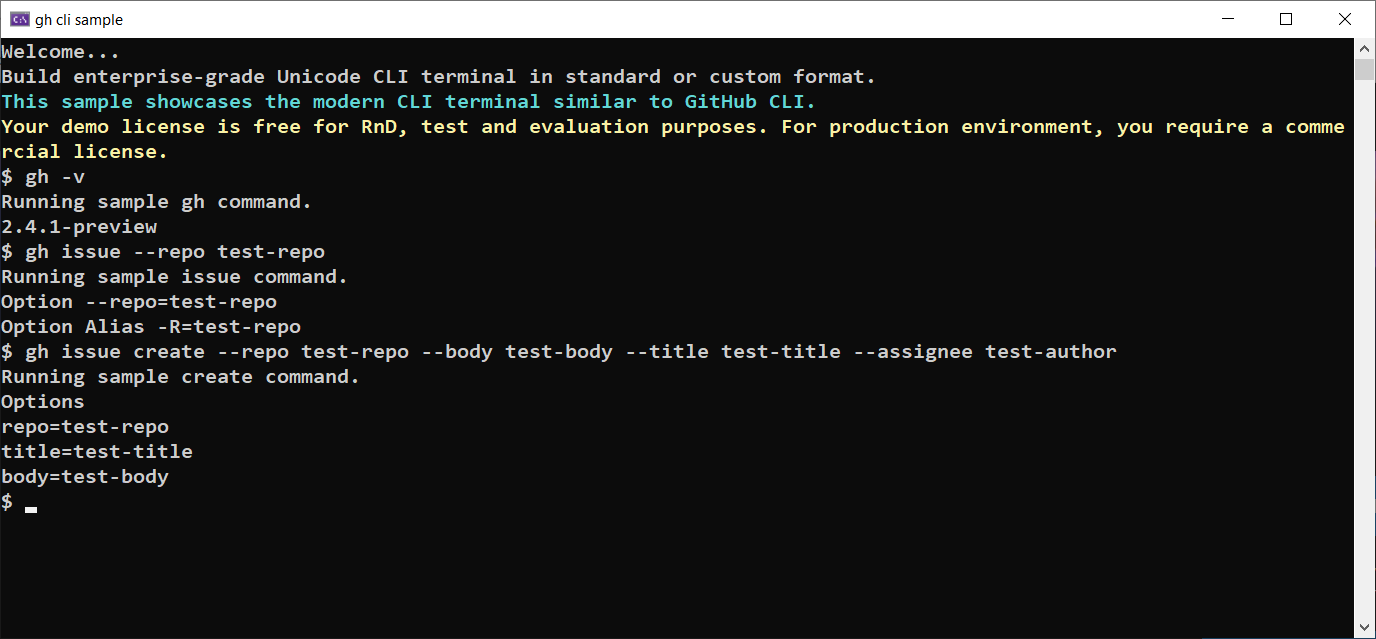 gh cli sample
Welcome...
Build enterprise-grade Unicode CLI terminal in standard or custom format.
This sample showcases the modern CLI terminal similar to GitHub CLI.
Your demo license is free for RnD, test and evaluation purposes. For production environment, you require a comme
rcial license.
$ gh -v
Running sample gh command.
2.4.1-preview
$ gh issue --repo test-repo
Running sample issue command.
Option --repo=test-repo
Option Alias -R=test-repo
$ gh issue create --repo test-repo --body test-body --title test-title --assignee test-author
Running sample create command.
Options
repo=test-repo
title=test-title
body=test-body
$